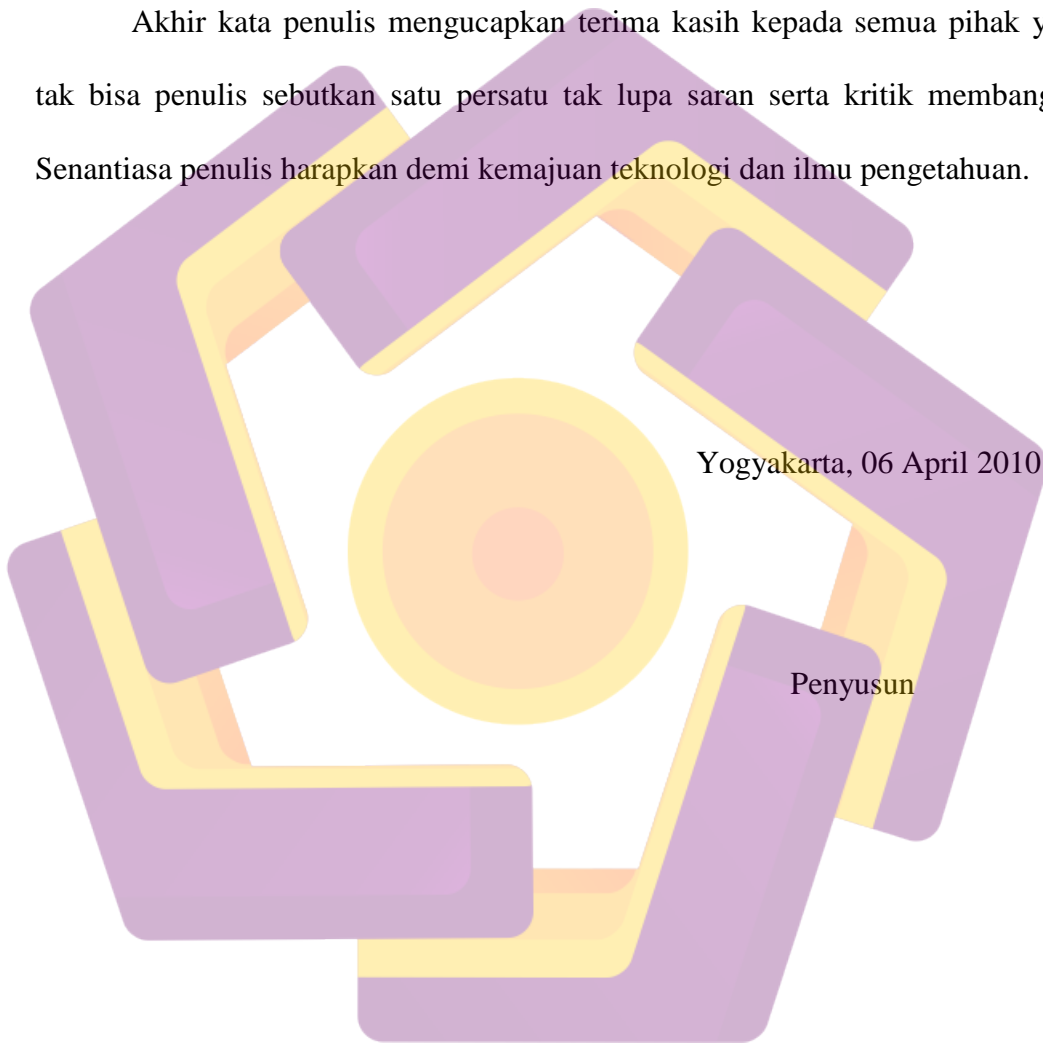 Akhir kata penulis mengucapkan terima kasih kepada semua pihak
tak bisa penulis sebutkan satu persatu tak lupa saran serta kritik
Senantiasa penulis harapkan demi kemajuan teknologi dan ilmu pengetahuan.
Yogyakarta, 06 April 2010
Penyusun